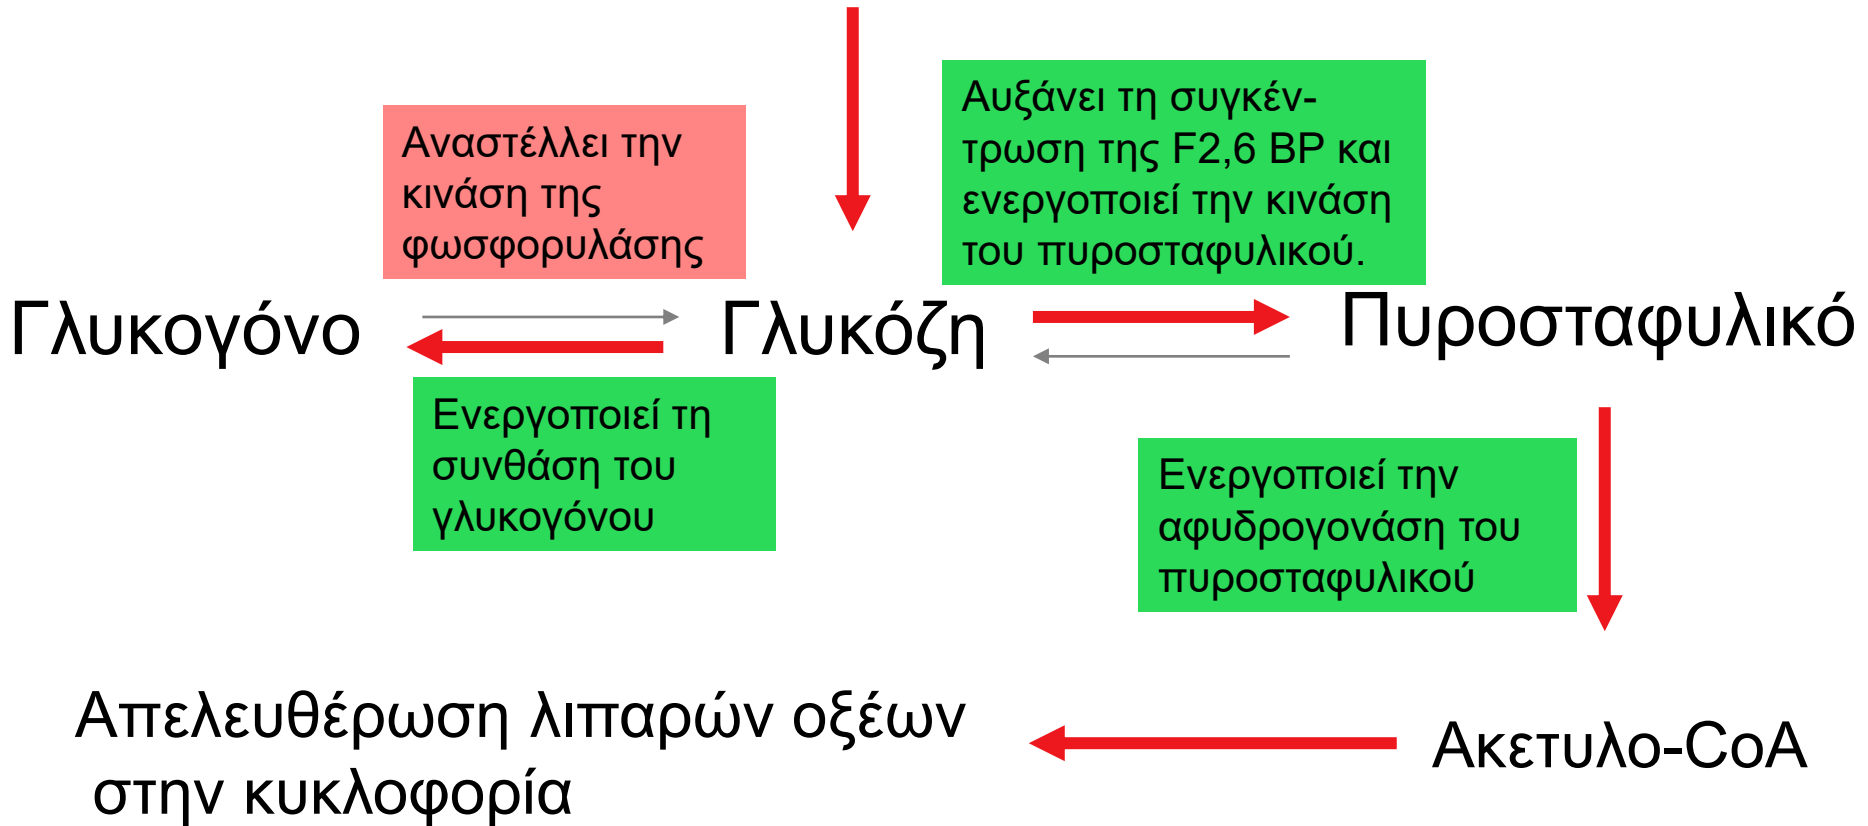 Αυξάνει τη συγκέν-
τρωση της F2,6 BP και
ενεργοποιεί την κινάση
του πυροσταφυλικού.
Αναστέλλει την
κινάση της
φωσφορυλάσης
Γλυκογόνο
Γλυκόζη
Πυροσταφυλικό
Ενεργοποιεί τη
συνθάση του
γλυκογόνου
Ενεργοποιεί την
αφυδρογονάση του
πυροσταφυλικού
Απελευθέρωση λιπαρών οξέων
στην κυκλοφορία
Ακετυλο-CoA